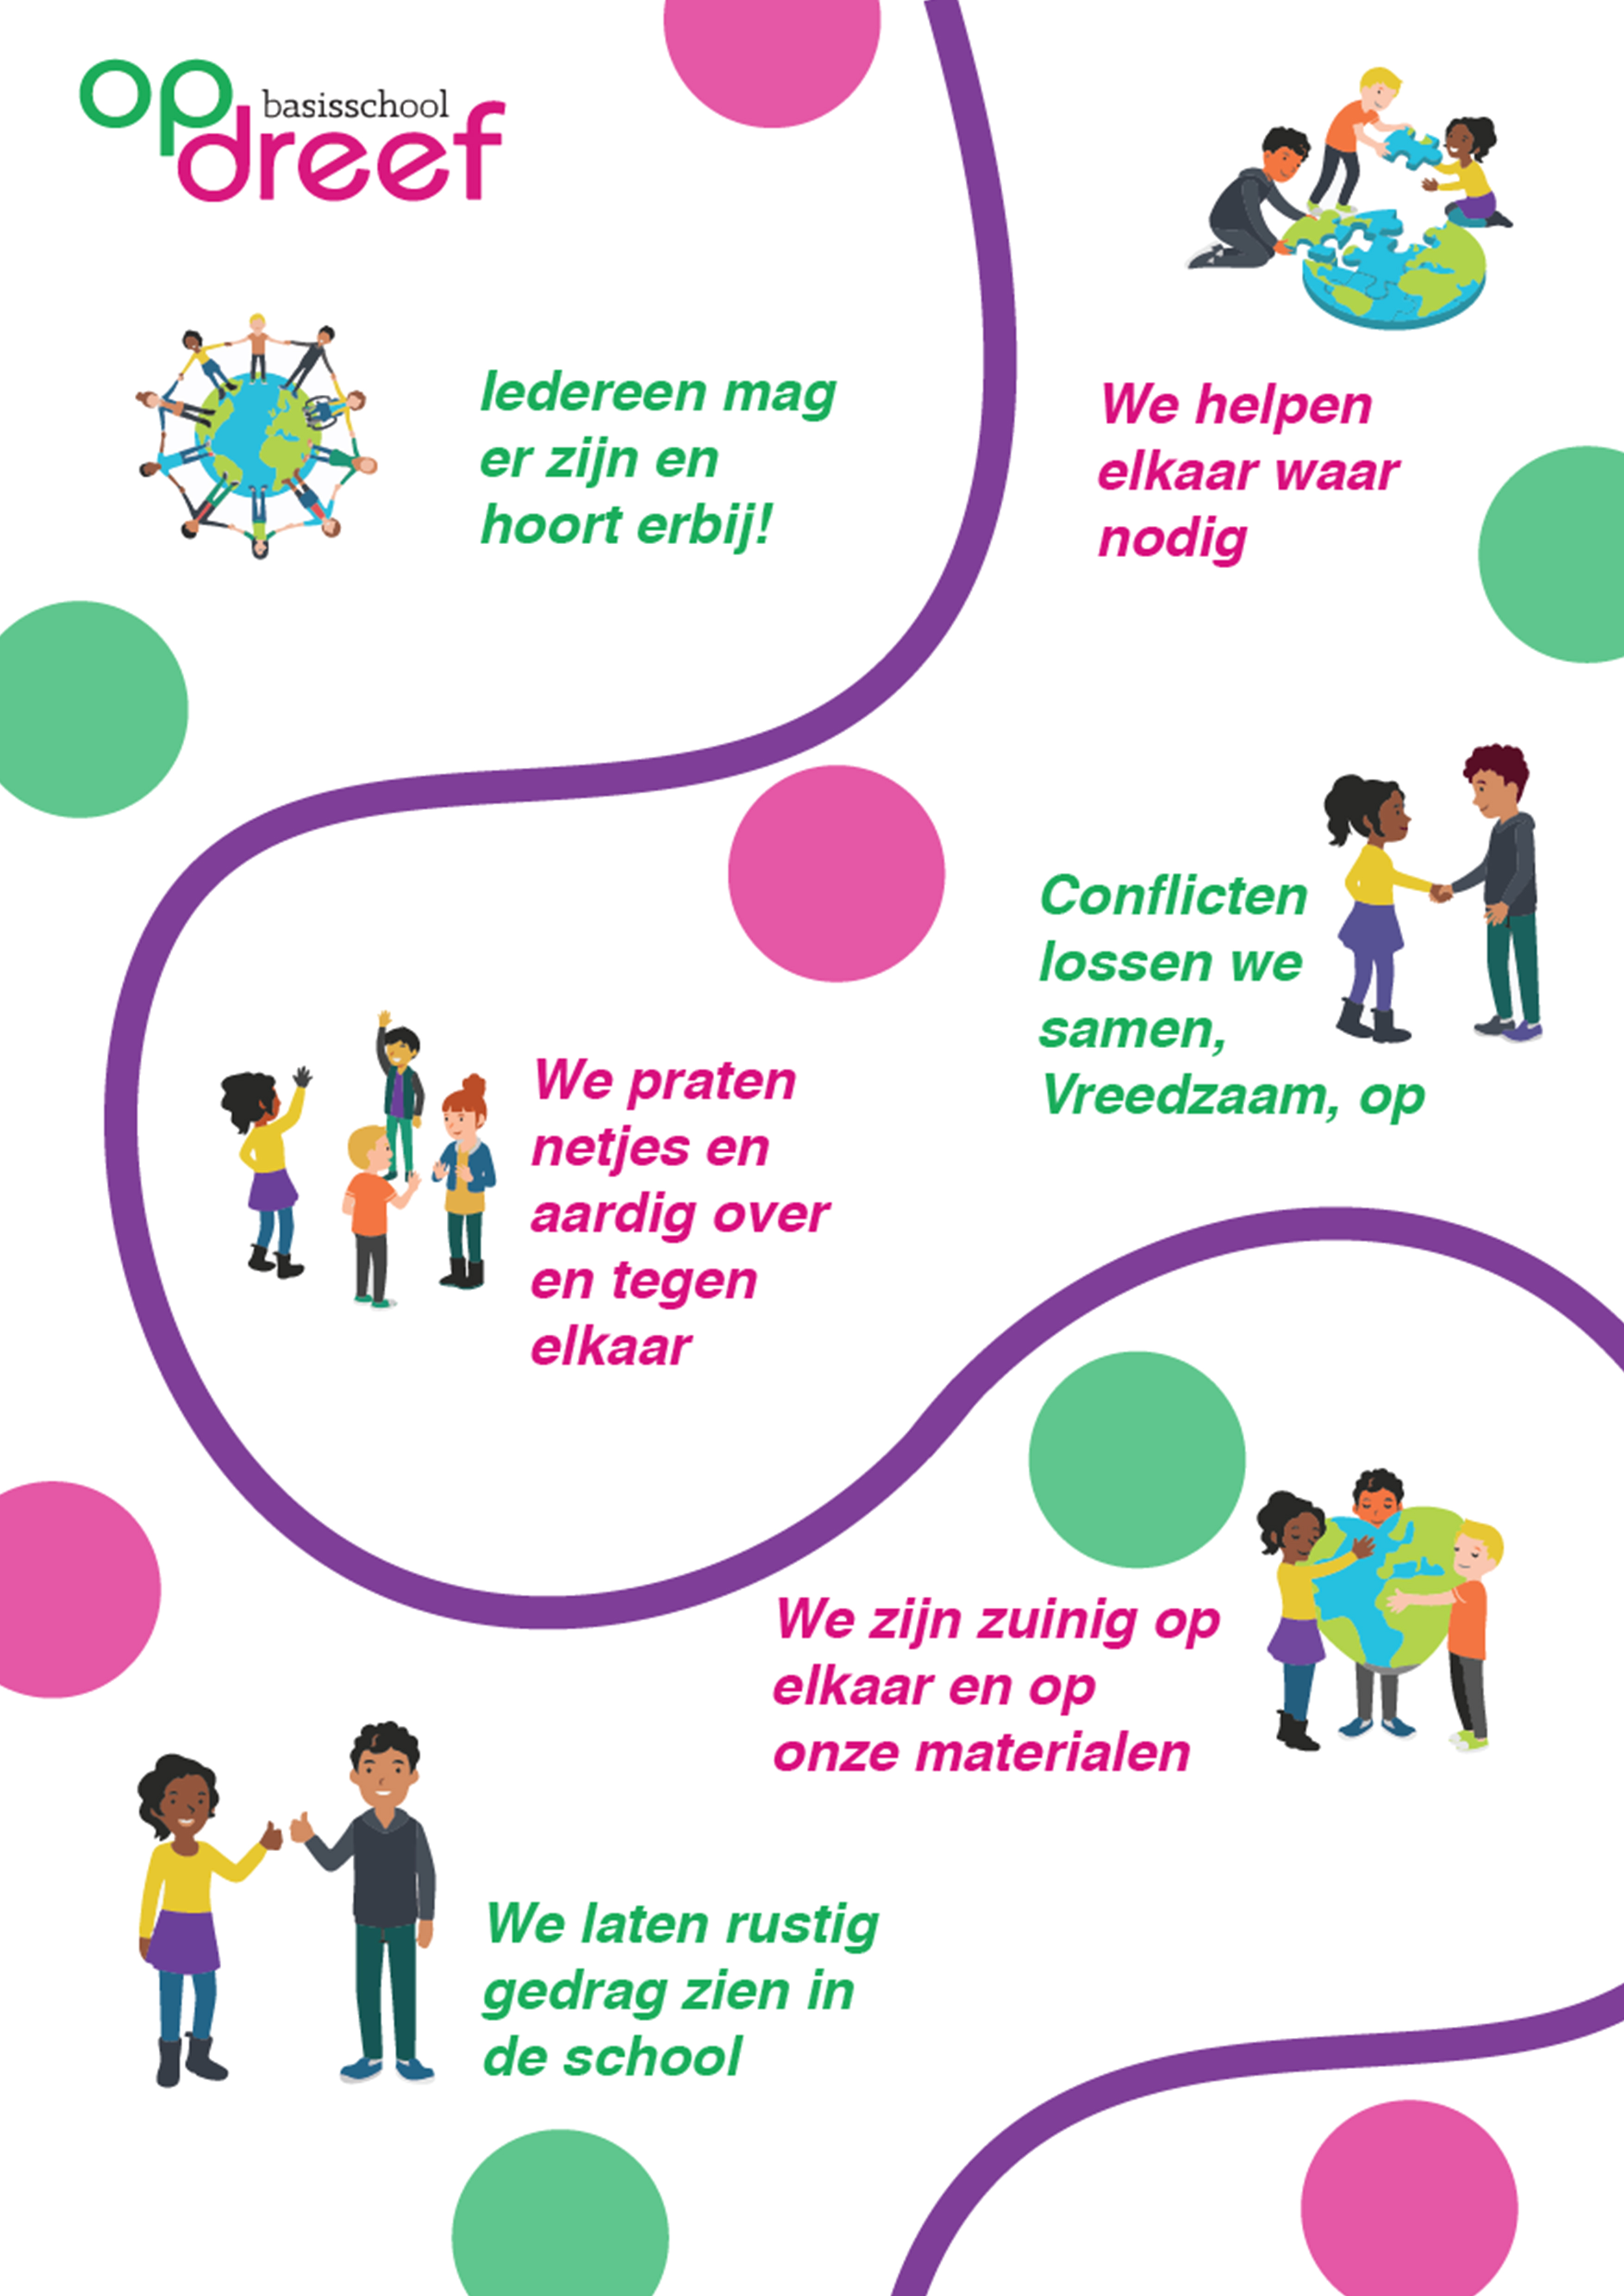 op
basisschool
dreef
Iedereen mag
er zijn en
hoort erbij!
We helpen
elkaar waar
nodig
Conflicten
lossen we
samen,
Vreedzaam, op
We praten
netjes en
aardig over
en tegen
elkaar
We zijn zuinig op
elkaar en op
onze materialen
We laten rustig
gedrag zien in
de school